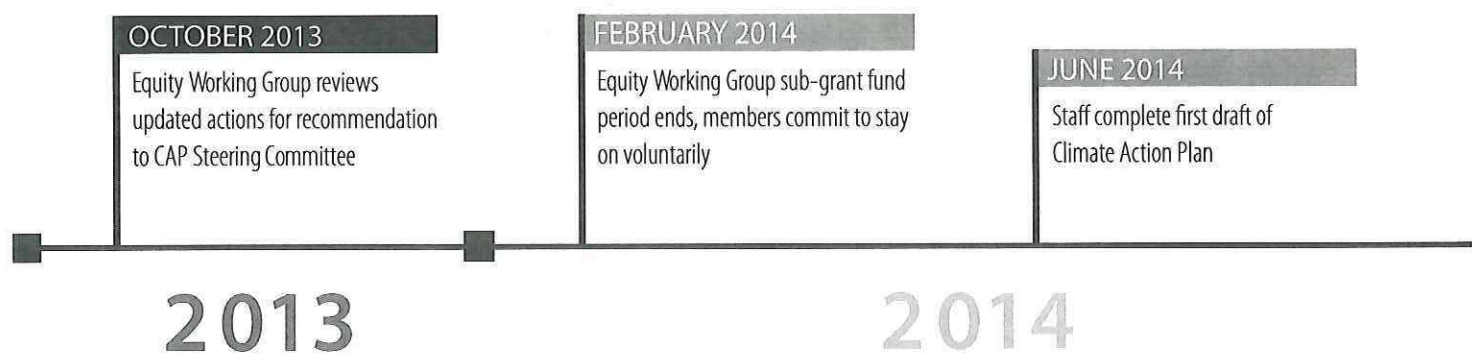 OCTOBER 2013
Equity Working Group reviews
updated actions for recommendation
to CAP Steering Committee
FEBRUARY 2014
Equity Working Group sub-grant fund
period ends, members commit to stay
on voluntarily
JUNE 2014
Staff complete first draft of
Climate Action Plan
2013
2014